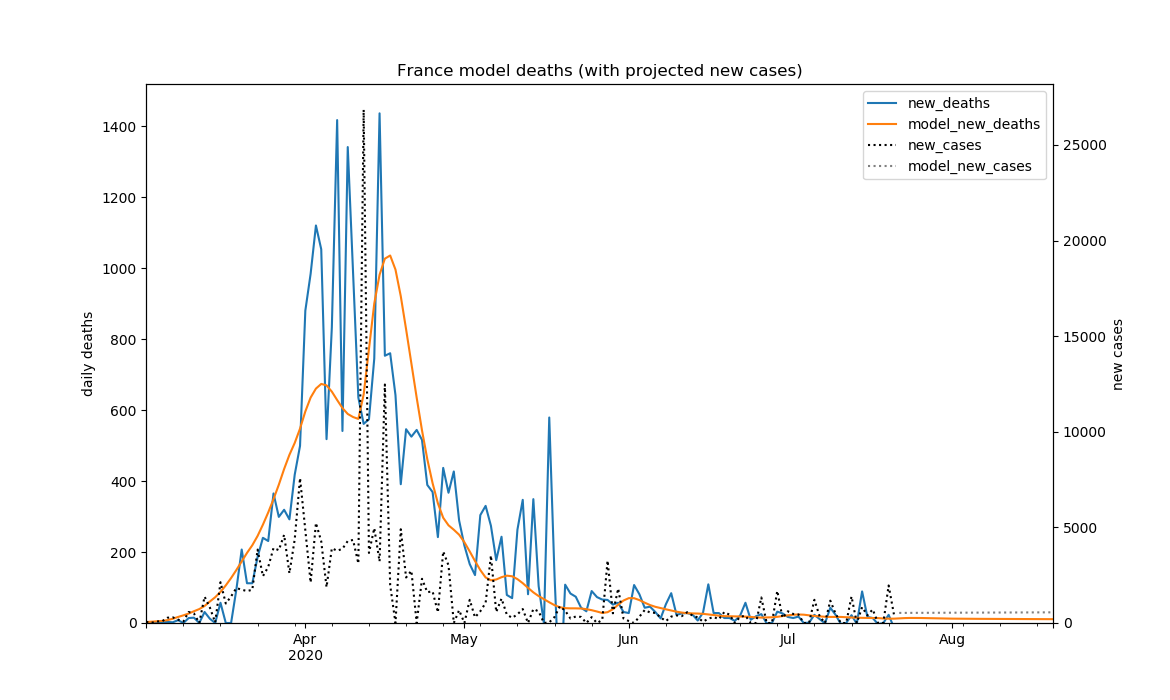 France model deaths (with projected new cases)
new_deaths
model_new_deaths
new_cases
model_new_cases
1400
1200
1000
800
600
400
200
0
daily deaths
25000
20000
15000
10000
5000
0
new cases
Apr
2020
May
Jun
Jul
Aug